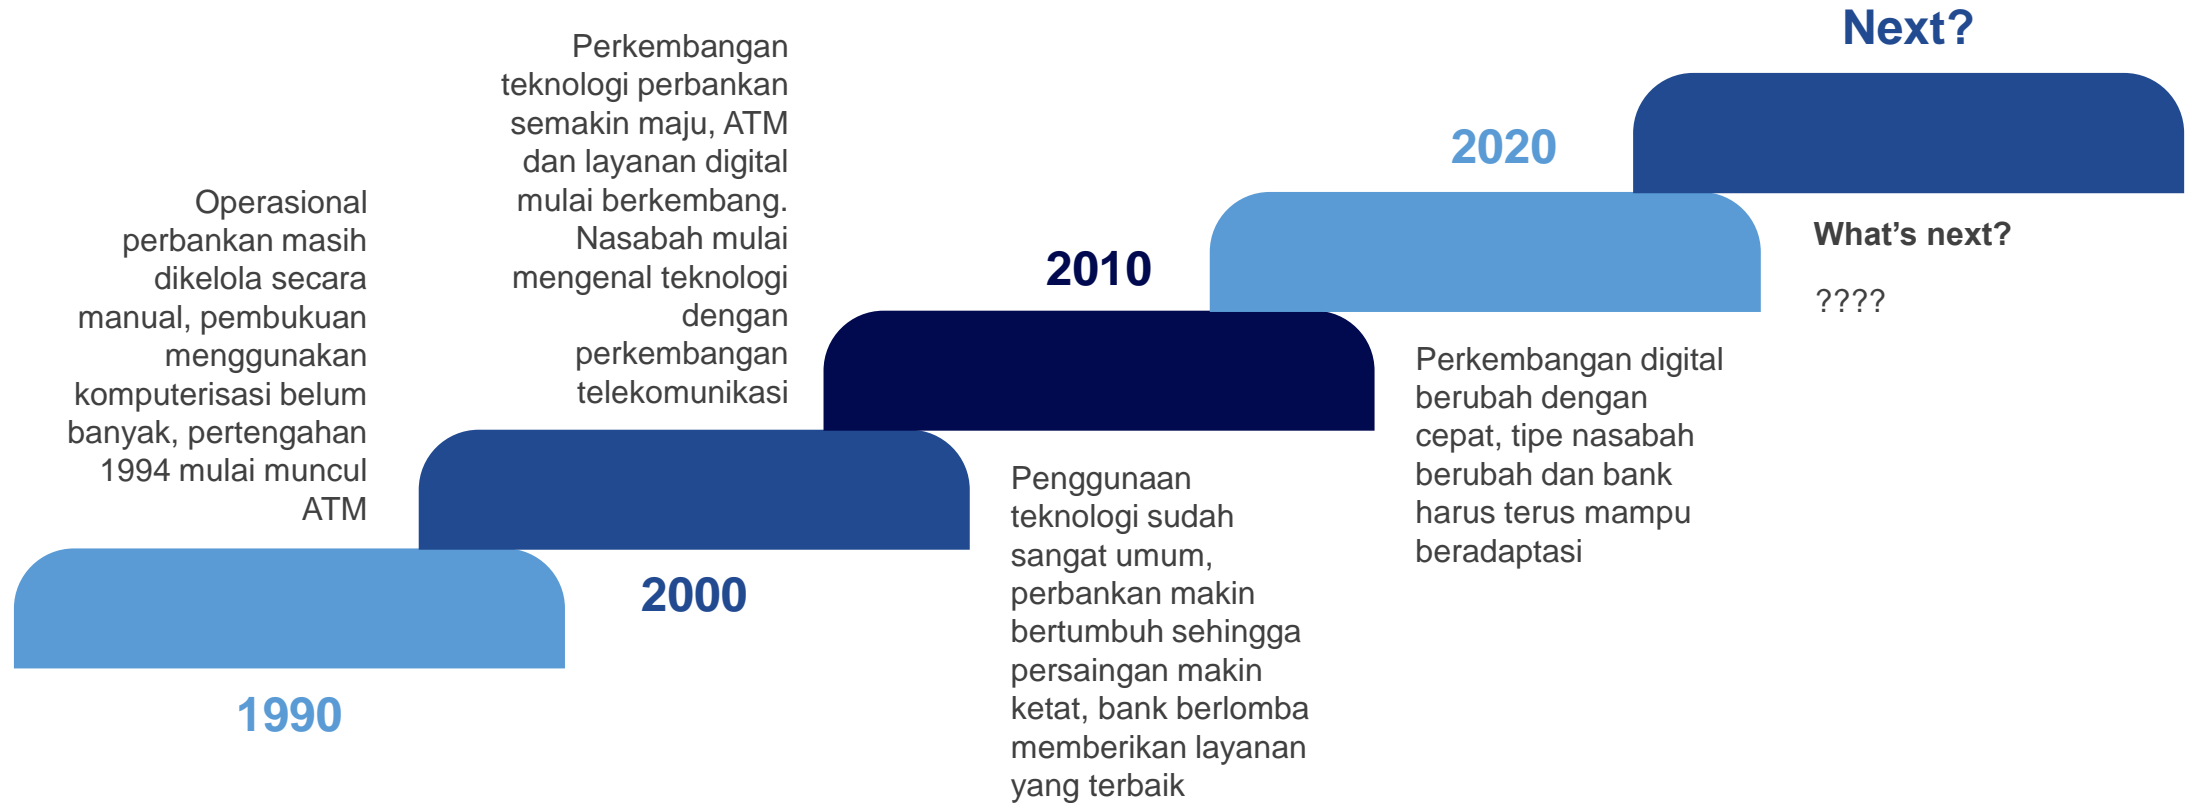 Operasional
perbankan masih
dikelola secara
manual, pembukuan
menggunakan
komputerisasi belum
banyak, pertengahan
1994 mulai muncul
ATM
1990
Perkembangan
teknologi perbankan
semakin maju, ATM
dan layanan digital
mulai berkembang.
Nasabah mulai
mengenal teknologi
dengan
perkembangan
telekomunikasi
2000
2010
Penggunaan
teknologi sudah
sangat umum,
perbankan makin
bertumbuh sehingga
persaingan makin
ketat, bank berlomba
memberikan layanan
yang terbaik
2020
Perkembangan digital
berubah dengan
cepat, tipe nasabah
berubah dan bank
harus terus mampu
beradaptasi
Next?
What’s next?
????